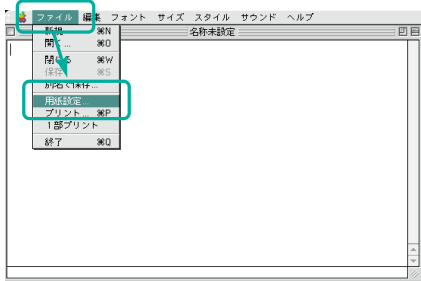 ファイル 編集 フォント サイズ スタイル サウンド ヘルプ
名称未設定
新規 ⌘N
開く... ⌘O
閉じる ⌘W
保存 ⌘S
別名で保存...
用紙設定...
プリント... ⌘P
1部プリント
終了 ⌘Q